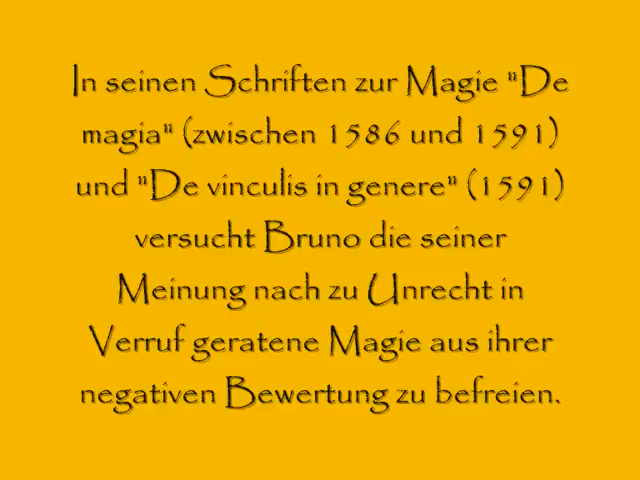 In seinen Schriften zur Magie "De
magia" (zwischen 1586 und 1591)
und "De vinculis in genere" (1591)
versucht Bruno die seiner
Meinung nach zu Unrecht in
Verruf geratene Magie aus ihrer
negativen Bewertung zu befreien.